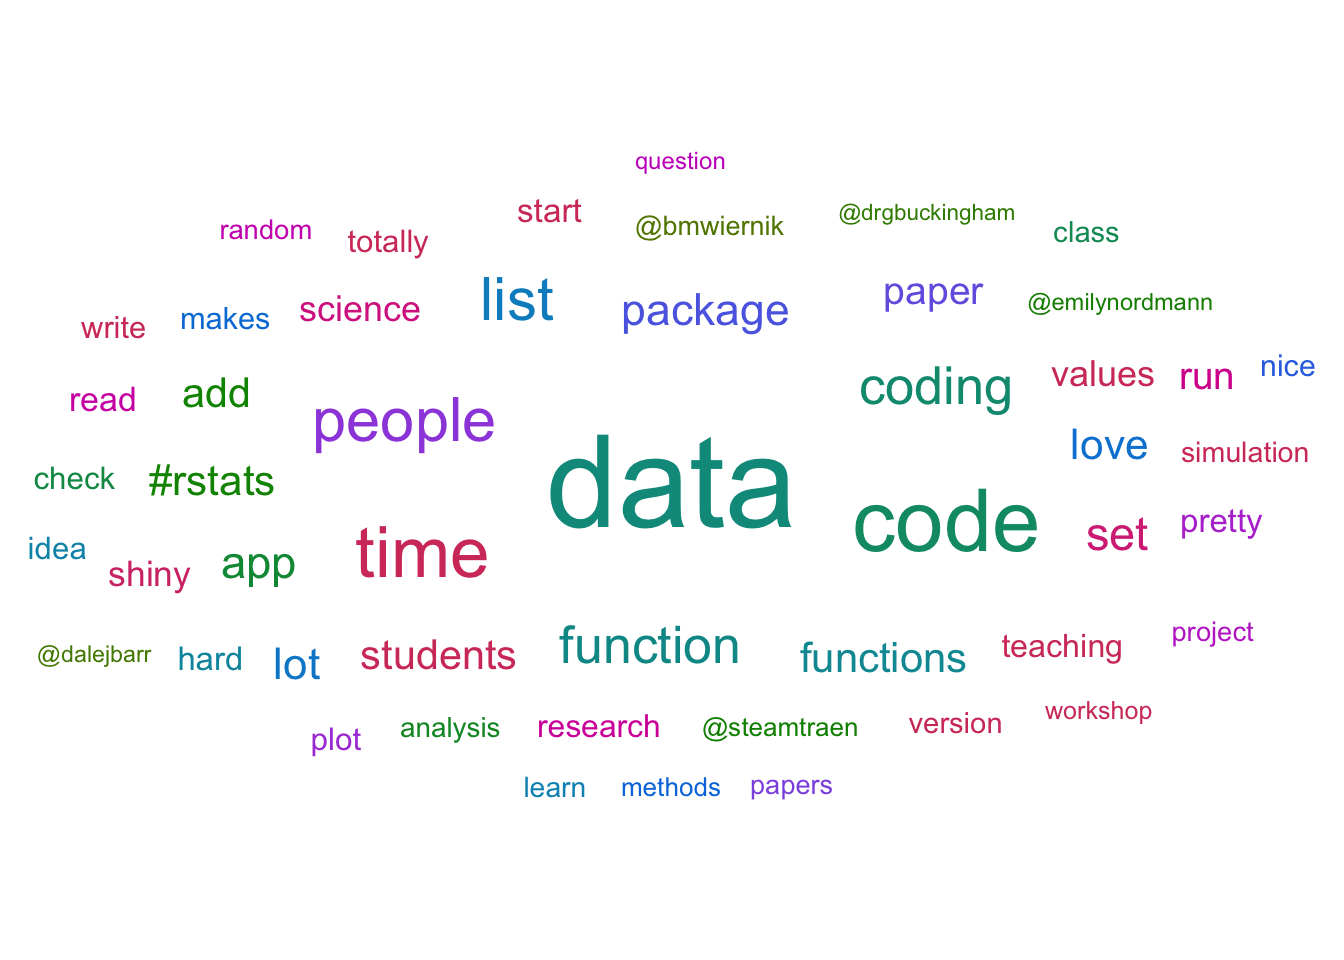 question
start
@bmwiernik
@drgbuckingham
random
totally
class
list
package
paper
@emilynordmann
science
makes
write
coding
values
run
nice
read
add
people
love
simulation
data
check
#rstats
code
set
pretty
idea
shiny
app
time
@dalejbarr
hard
lot
students
function
functions
teaching
project
plot
analysis
research
@steamtraen
version
workshop
learn
methods
papers